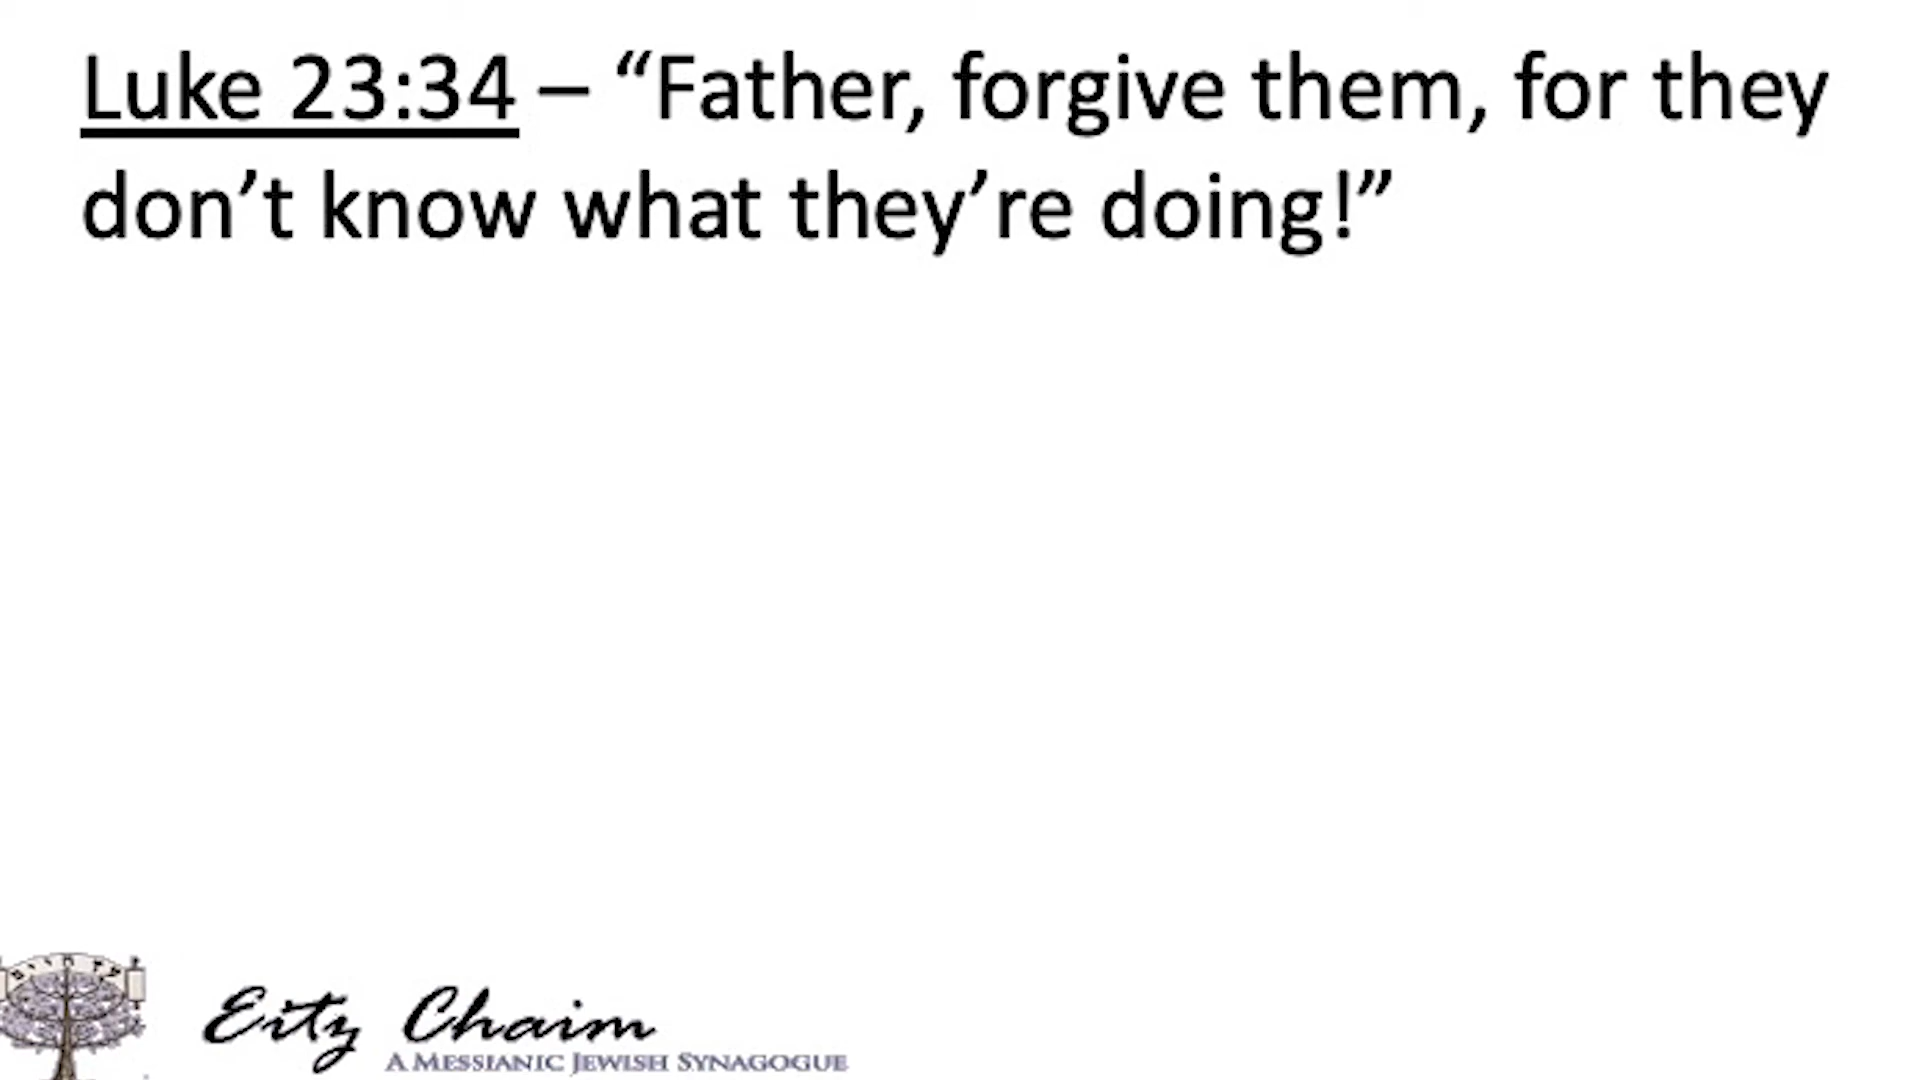 Luke 23:34 – “Father, forgive them, for they
don’t know what they’re doing!”
Eitz Chaim
A Messianic Jewish Synagogue